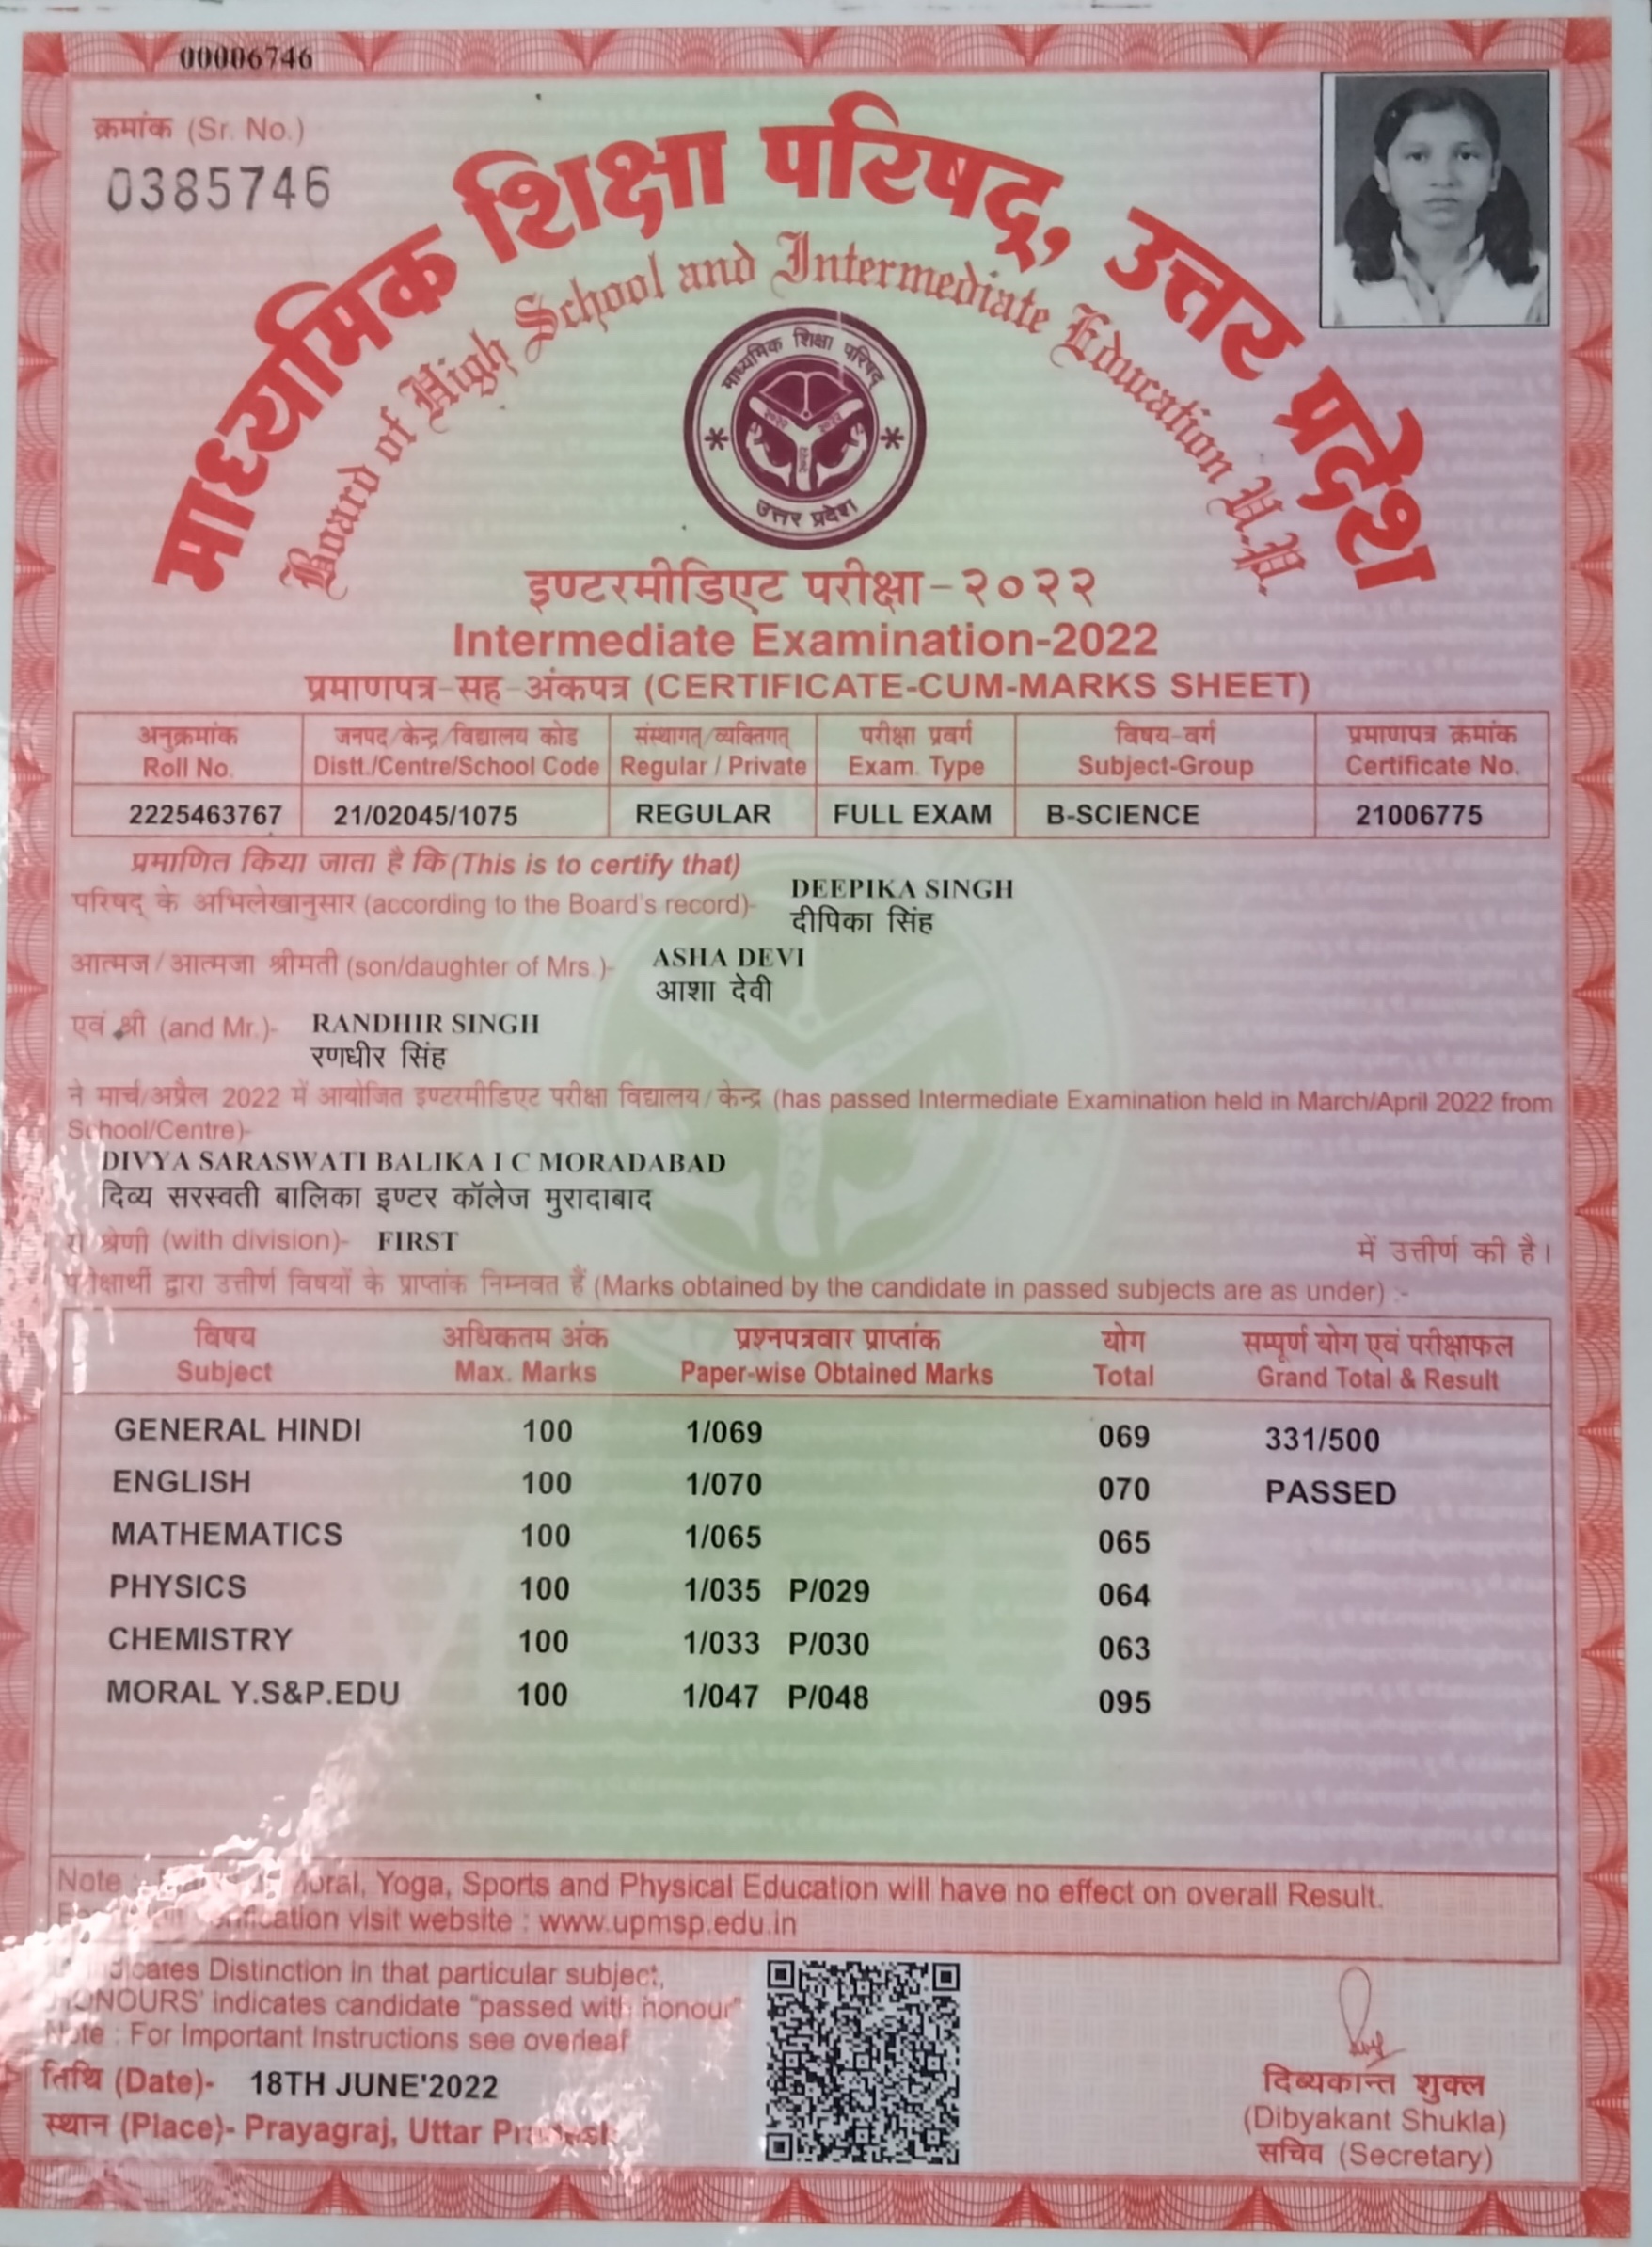 00006746
क्रमांक (Sr. No.)
0385746
माध्यमिक शिक्षा परिषद्, उत्तर प्रदेश
Board of High School and Intermediate Education U.P.
माध्यमिक शिक्षा परिषद्
उत्तर प्रदेश
इण्टरमीडिएट परीक्षा-२०२२
Intermediate Examination-2022
प्रमाणपत्र-सह-अंकपत्र (CERTIFICATE-CUM-MARKS SHEET)
अनुक्रमांक जनपद/केन्द्र/विद्यालय कोड संस्थागत्/व्यक्तिगत् परीक्षा प्रवर्ग विषय-वर्ग प्रमाणपत्र क्रमांक
Roll No. Distt./Centre/School Code Regular / Private Exam. Type Subject-Group Certificate No.
2225463767 21/02045/1075 REGULAR FULL EXAM B-SCIENCE 21006775
प्रमाणित किया जाता है कि (This is to certify that)
परिषद् के अभिलेखानुसार (according to the Board's record)- DEEPIKA SINGH
दीपिका सिंह
आत्मज/आत्मजा श्रीमती (son/daughter of Mrs.)- ASHA DEVI
आशा देवी
एवं श्री (and Mr.)- RANDHIR SINGH
रणधीर सिंह
ने मार्च/अप्रैल 2022 में आयोजित इण्टरमीडिएट परीक्षा विद्यालय/केन्द्र (has passed Intermediate Examination held in March/April 2022 from
School/Centre)-
DIVYA SARASWATI BALIKA I C MORADABAD
दिव्य सरस्वती बालिका इण्टर कॉलेज मुरादाबाद
श्रेणी (with division)- FIRST में उत्तीर्ण की है।
परीक्षार्थी द्वारा उत्तीर्ण विषयों के प्राप्तांक निम्नवत हैं (Marks obtained by the candidate in passed subjects are as under) :-
विषय अधिकतम अंक प्रश्नपत्रवार प्राप्तांक योग सम्पूर्ण योग एवं परीक्षाफल
Subject Max. Marks Paper-wise Obtained Marks Total Grand Total & Result
GENERAL HINDI 100 1/069 069 331/500
ENGLISH 100 1/070 070 PASSED
MATHEMATICS 100 1/065 065
PHYSICS 100 1/035 P/029 064
CHEMISTRY 100 1/033 P/030 063
MORAL Y.S&P.EDU 100 1/047 P/048 095
Note : Moral, Yoga, Sports and Physical Education will have no effect on overall Result.
verification visit website : www.upmsp.edu.in
indicates Distinction in that particular subject,
'HONOURS' indicates candidate "passed with honour"
Note : For Important Instructions see overleaf
तिथि (Date)- 18TH JUNE'2022
स्थान (Place)- Prayagraj, Uttar Pradesh
दिब्यकान्त शुक्ल
(Dibyakant Shukla)
सचिव (Secretary)